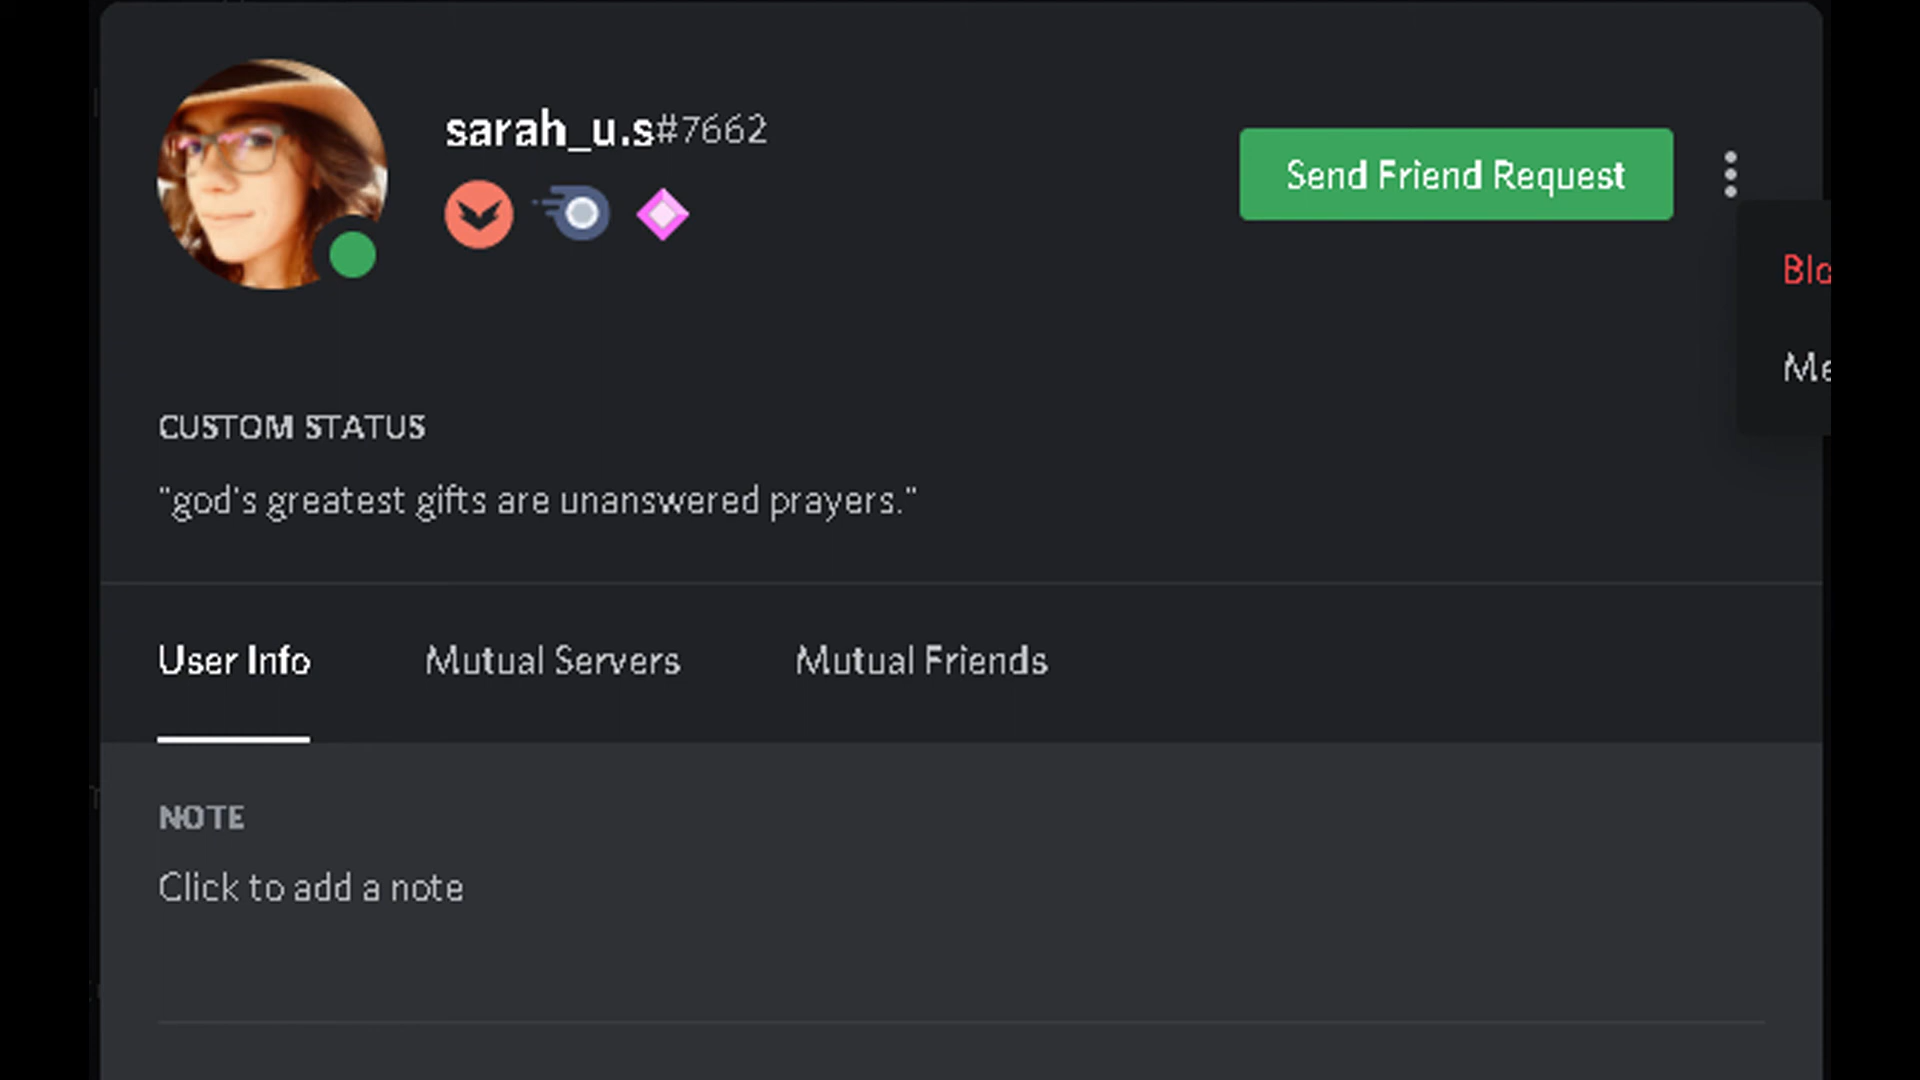 sarah_u.s#7662
Send Friend Request
CUSTOM STATUS
"god's greatest gifts are unanswered prayers."
User Info
Mutual Servers
Mutual Friends
NOTE
Click to add a note